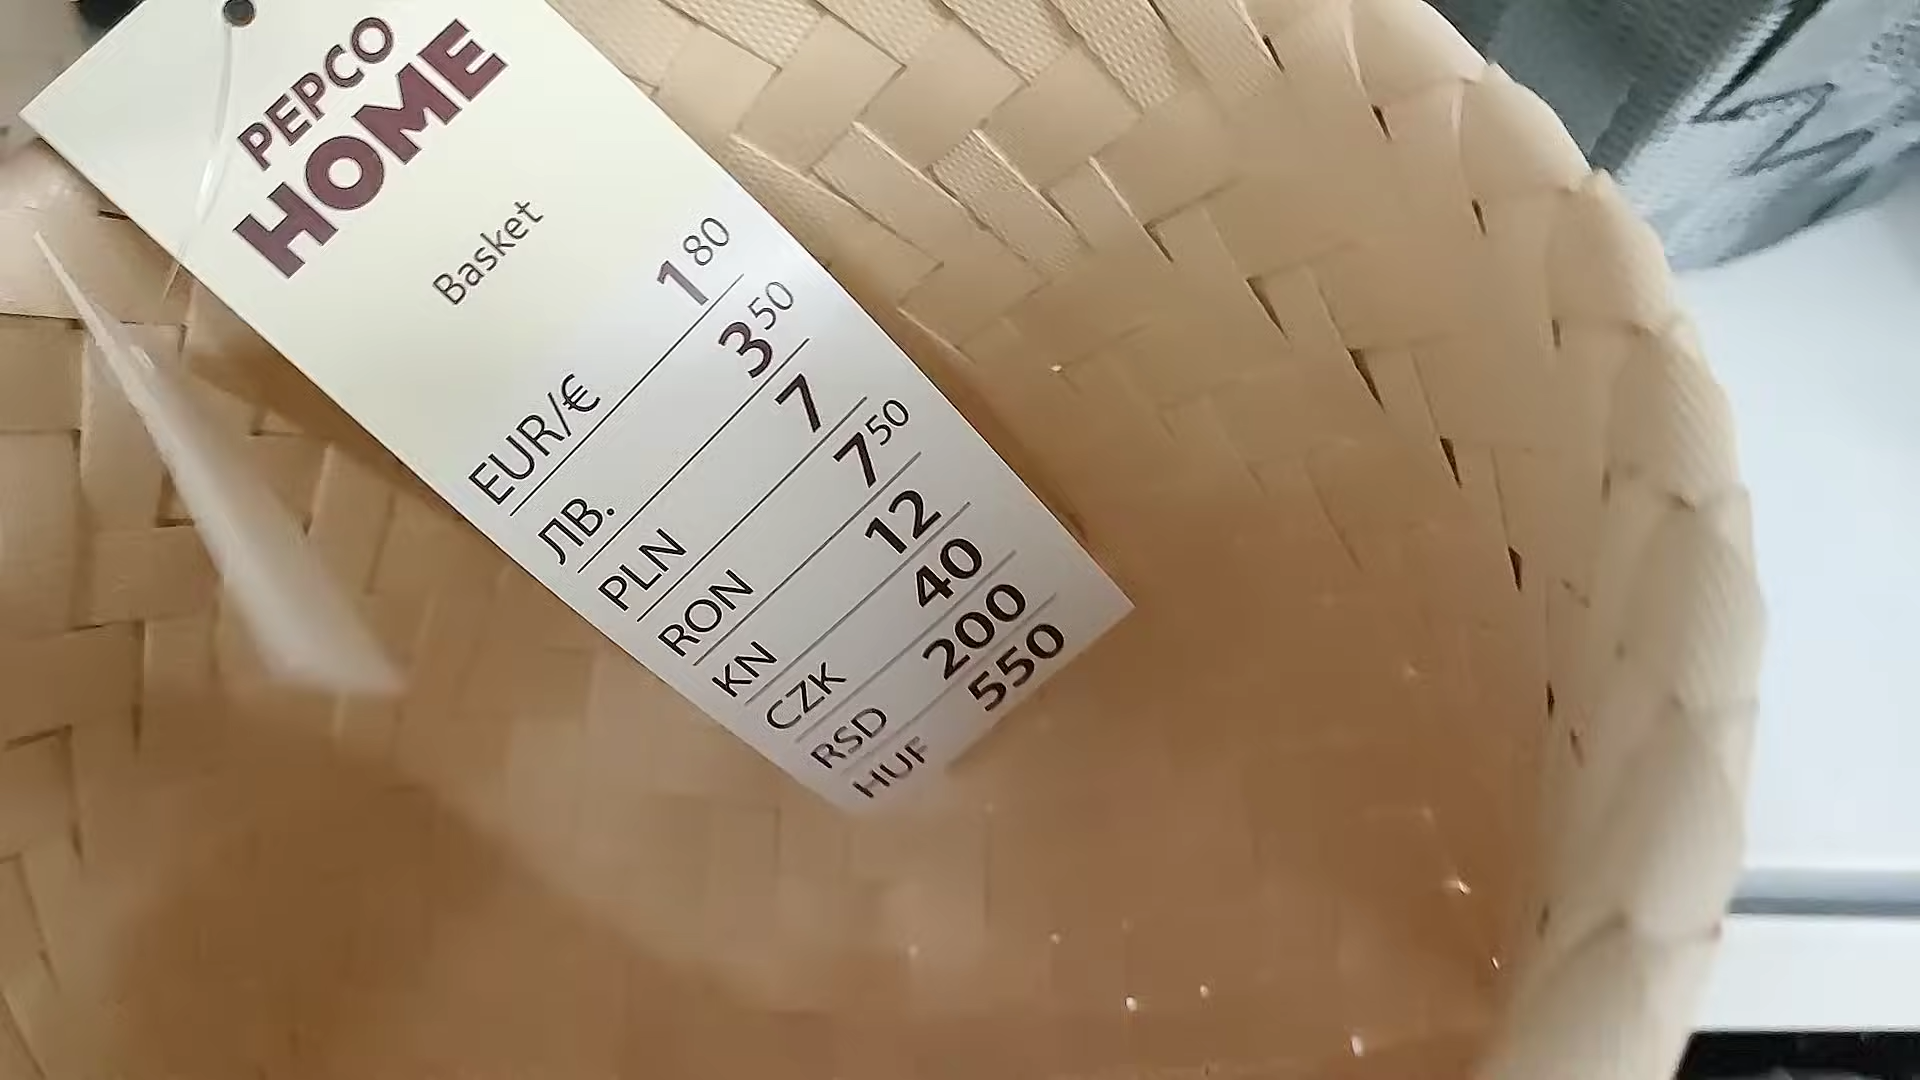 PEPCO
HOME
Basket
EUR/€ 1 80
ЛВ. 3 50
PLN 7
RON 7 50
KN 12
CZK 40
RSD 200
HUF 550